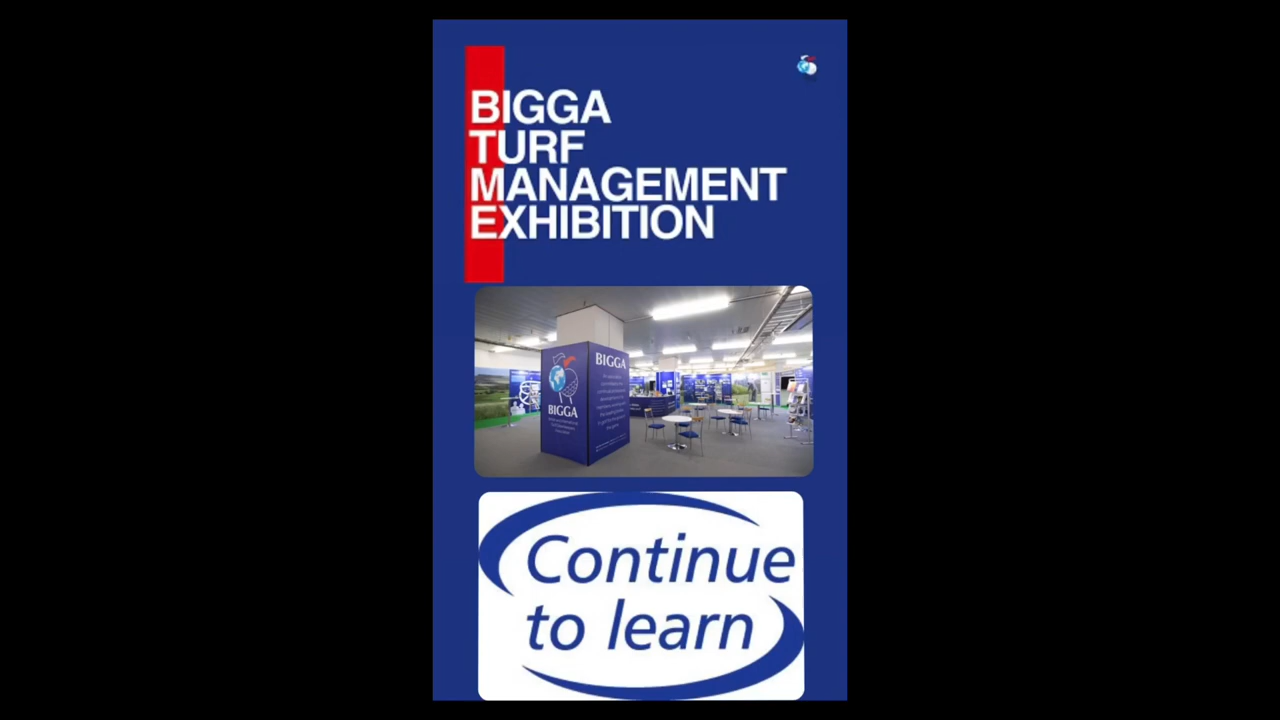 BIGGA
TURF
MANAGEMENT
EXHIBITION
BIGGA
BIGGA
Continue
to learn